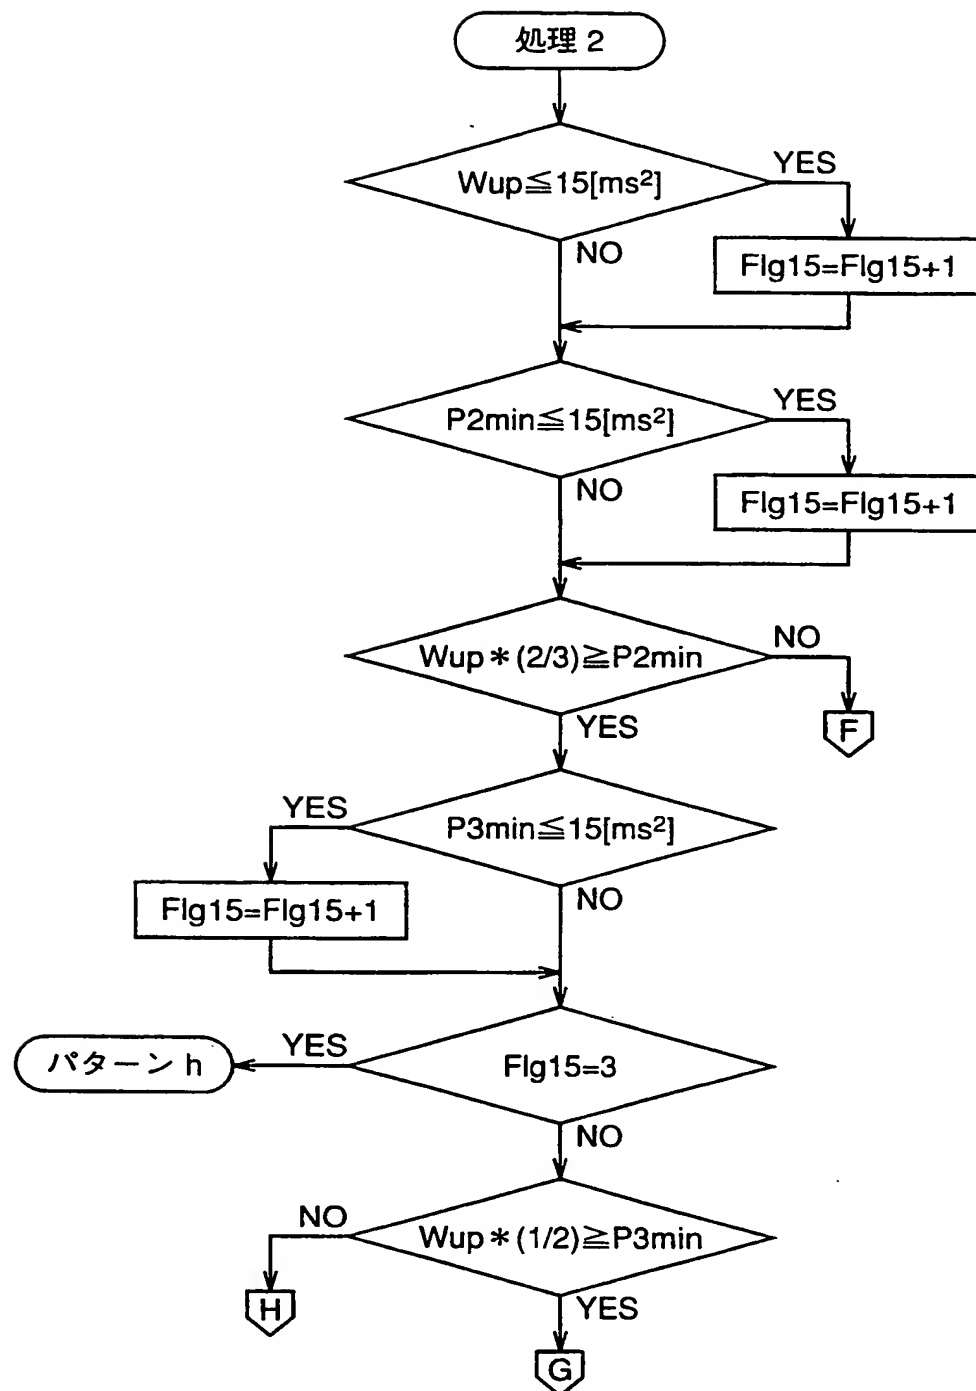 処理 2
Wup≦15[ms²]
YES
NO
Flg15=Flg15+1
P2min≦15[ms²]
YES
NO
Flg15=Flg15+1
Wup*(2/3)≧P2min
NO
YES
F
YES
P3min≦15[ms²]
NO
Flg15=Flg15+1
パターン h
YES
Flg15=3
NO
NO
Wup*(1/2)≧P3min
H
YES
G